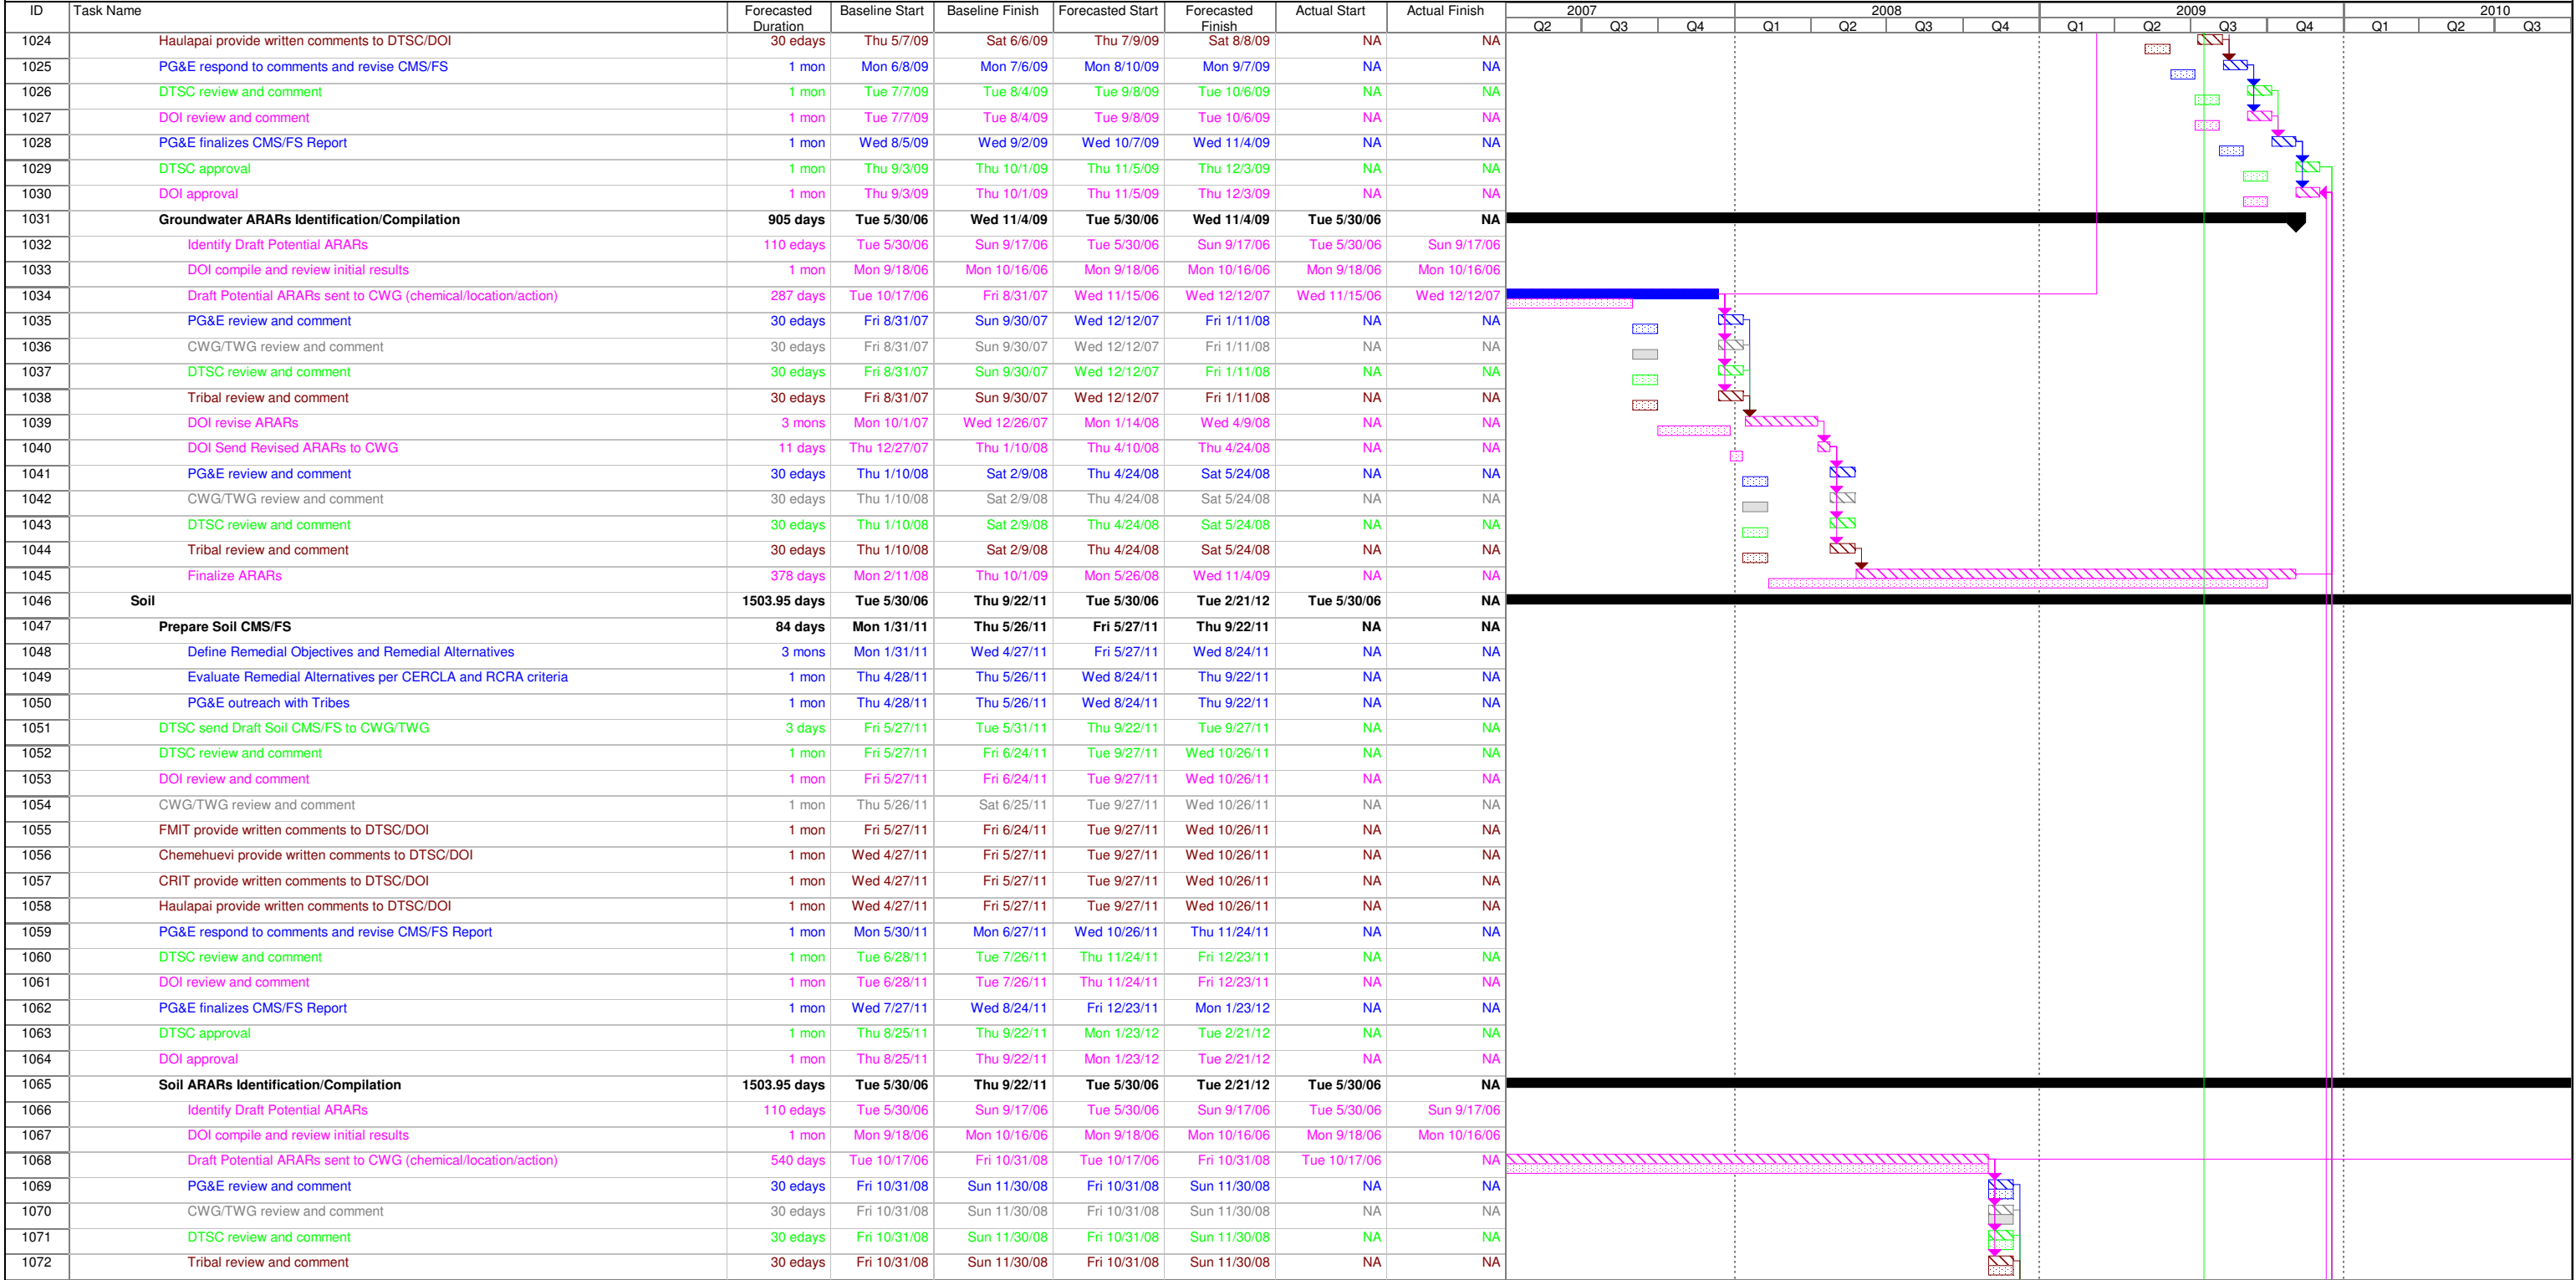 ID Task Name Forecasted Duration Baseline Start Baseline Finish Forecasted Start Forecasted Finish Actual Start Actual Finish 2007 2008 2009 2010
Q2 Q3 Q4 Q1 Q2 Q3 Q4 Q1 Q2 Q3 Q4 Q1 Q2 Q3
1024 Haulapai provide written comments to DTSC/DOI 30 edays Thu 5/7/09 Sat 6/6/09 Thu 7/9/09 Sat 8/8/09 NA NA
1025 PG&E respond to comments and revise CMS/FS 1 mon Mon 6/8/09 Mon 7/6/09 Mon 8/10/09 Mon 9/7/09 NA NA
1026 DTSC review and comment 1 mon Tue 7/7/09 Tue 8/4/09 Tue 9/8/09 Tue 10/6/09 NA NA
1027 DOI review and comment 1 mon Tue 7/7/09 Tue 8/4/09 Tue 9/8/09 Tue 10/6/09 NA NA
1028 PG&E finalizes CMS/FS Report 1 mon Wed 8/5/09 Wed 9/2/09 Wed 10/7/09 Wed 11/4/09 NA NA
1029 DTSC approval 1 mon Thu 9/3/09 Thu 10/1/09 Thu 11/5/09 Thu 12/3/09 NA NA
1030 DOI approval 1 mon Thu 9/3/09 Thu 10/1/09 Thu 11/5/09 Thu 12/3/09 NA NA
1031 Groundwater ARARs Identification/Compilation 905 days Tue 5/30/06 Wed 11/4/09 Tue 5/30/06 Wed 11/4/09 Tue 5/30/06 NA
1032 Identify Draft Potential ARARs 110 edays Tue 5/30/06 Sun 9/17/06 Tue 5/30/06 Sun 9/17/06 Tue 5/30/06 Sun 9/17/06
1033 DOI compile and review initial results 1 mon Mon 9/18/06 Mon 10/16/06 Mon 9/18/06 Mon 10/16/06 Mon 9/18/06 Mon 10/16/06
1034 Draft Potential ARARs sent to CWG (chemical/location/action) 287 days Tue 10/17/06 Fri 8/31/07 Wed 11/15/06 Wed 12/12/07 Wed 11/15/06 Wed 12/12/07
1035 PG&E review and comment 30 edays Fri 8/31/07 Sun 9/30/07 Wed 12/12/07 Fri 1/11/08 NA NA
1036 CWG/TWG review and comment 30 edays Fri 8/31/07 Sun 9/30/07 Wed 12/12/07 Fri 1/11/08 NA NA
1037 DTSC review and comment 30 edays Fri 8/31/07 Sun 9/30/07 Wed 12/12/07 Fri 1/11/08 NA NA
1038 Tribal review and comment 30 edays Fri 8/31/07 Sun 9/30/07 Wed 12/12/07 Fri 1/11/08 NA NA
1039 DOI revise ARARs 3 mons Mon 10/1/07 Wed 12/26/07 Mon 1/14/08 Wed 4/9/08 NA NA
1040 DOI Send Revised ARARs to CWG 11 days Thu 12/27/07 Thu 1/10/08 Thu 4/10/08 Thu 4/24/08 NA NA
1041 PG&E review and comment 30 edays Thu 1/10/08 Sat 2/9/08 Thu 4/24/08 Sat 5/24/08 NA NA
1042 CWG/TWG review and comment 30 edays Thu 1/10/08 Sat 2/9/08 Thu 4/24/08 Sat 5/24/08 NA NA
1043 DTSC review and comment 30 edays Thu 1/10/08 Sat 2/9/08 Thu 4/24/08 Sat 5/24/08 NA NA
1044 Tribal review and comment 30 edays Thu 1/10/08 Sat 2/9/08 Thu 4/24/08 Sat 5/24/08 NA NA
1045 Finalize ARARs 378 days Mon 2/11/08 Thu 10/1/09 Mon 5/26/08 Wed 11/4/09 NA NA
1046 Soil 1503.95 days Tue 5/30/06 Thu 9/22/11 Tue 5/30/06 Tue 2/21/12 Tue 5/30/06 NA
1047 Prepare Soil CMS/FS 84 days Mon 1/31/11 Thu 5/26/11 Fri 5/27/11 Thu 9/22/11 NA NA
1048 Define Remedial Objectives and Remedial Alternatives 3 mons Mon 1/31/11 Wed 4/27/11 Fri 5/27/11 Wed 8/24/11 NA NA
1049 Evaluate Remedial Alternatives per CERCLA and RCRA criteria 1 mon Thu 4/28/11 Thu 5/26/11 Wed 8/24/11 Thu 9/22/11 NA NA
1050 PG&E outreach with Tribes 1 mon Thu 4/28/11 Thu 5/26/11 Wed 8/24/11 Thu 9/22/11 NA NA
1051 DTSC send Draft Soil CMS/FS to CWG/TWG 3 days Fri 5/27/11 Tue 5/31/11 Thu 9/22/11 Tue 9/27/11 NA NA
1052 DTSC review and comment 1 mon Fri 5/27/11 Fri 6/24/11 Tue 9/27/11 Wed 10/26/11 NA NA
1053 DOI review and comment 1 mon Fri 5/27/11 Fri 6/24/11 Tue 9/27/11 Wed 10/26/11 NA NA
1054 CWG/TWG review and comment 1 mon Thu 5/26/11 Sat 6/25/11 Tue 9/27/11 Wed 10/26/11 NA NA
1055 FMIT provide written comments to DTSC/DOI 1 mon Fri 5/27/11 Fri 6/24/11 Tue 9/27/11 Wed 10/26/11 NA NA
1056 Chemehuevi provide written comments to DTSC/DOI 1 mon Wed 4/27/11 Fri 5/27/11 Tue 9/27/11 Wed 10/26/11 NA NA
1057 CRIT provide written comments to DTSC/DOI 1 mon Wed 4/27/11 Fri 5/27/11 Tue 9/27/11 Wed 10/26/11 NA NA
1058 Haulapai provide written comments to DTSC/DOI 1 mon Wed 4/27/11 Fri 5/27/11 Tue 9/27/11 Wed 10/26/11 NA NA
1059 PG&E respond to comments and revise CMS/FS Report 1 mon Mon 5/30/11 Mon 6/27/11 Wed 10/26/11 Thu 11/24/11 NA NA
1060 DTSC review and comment 1 mon Tue 6/28/11 Tue 7/26/11 Thu 11/24/11 Fri 12/23/11 NA NA
1061 DOI review and comment 1 mon Tue 6/28/11 Tue 7/26/11 Thu 11/24/11 Fri 12/23/11 NA NA
1062 PG&E finalizes CMS/FS Report 1 mon Wed 7/27/11 Wed 8/24/11 Fri 12/23/11 Mon 1/23/12 NA NA
1063 DTSC approval 1 mon Thu 8/25/11 Thu 9/22/11 Mon 1/23/12 Tue 2/21/12 NA NA
1064 DOI approval 1 mon Thu 8/25/11 Thu 9/22/11 Mon 1/23/12 Tue 2/21/12 NA NA
1065 Soil ARARs Identification/Compilation 1503.95 days Tue 5/30/06 Thu 9/22/11 Tue 5/30/06 Tue 2/21/12 Tue 5/30/06 NA
1066 Identify Draft Potential ARARs 110 edays Tue 5/30/06 Sun 9/17/06 Tue 5/30/06 Sun 9/17/06 Tue 5/30/06 Sun 9/17/06
1067 DOI compile and review initial results 1 mon Mon 9/18/06 Mon 10/16/06 Mon 9/18/06 Mon 10/16/06 Mon 9/18/06 Mon 10/16/06
1068 Draft Potential ARARs sent to CWG (chemical/location/action) 540 days Tue 10/17/06 Fri 10/31/08 Tue 10/17/06 Fri 10/31/08 Tue 10/17/06 NA
1069 PG&E review and comment 30 edays Fri 10/31/08 Sun 11/30/08 Fri 10/31/08 Sun 11/30/08 NA NA
1070 CWG/TWG review and comment 30 edays Fri 10/31/08 Sun 11/30/08 Fri 10/31/08 Sun 11/30/08 NA NA
1071 DTSC review and comment 30 edays Fri 10/31/08 Sun 11/30/08 Fri 10/31/08 Sun 11/30/08 NA NA
1072 Tribal review and comment 30 edays Fri 10/31/08 Sun 11/30/08 Fri 10/31/08 Sun 11/30/08 NA NA